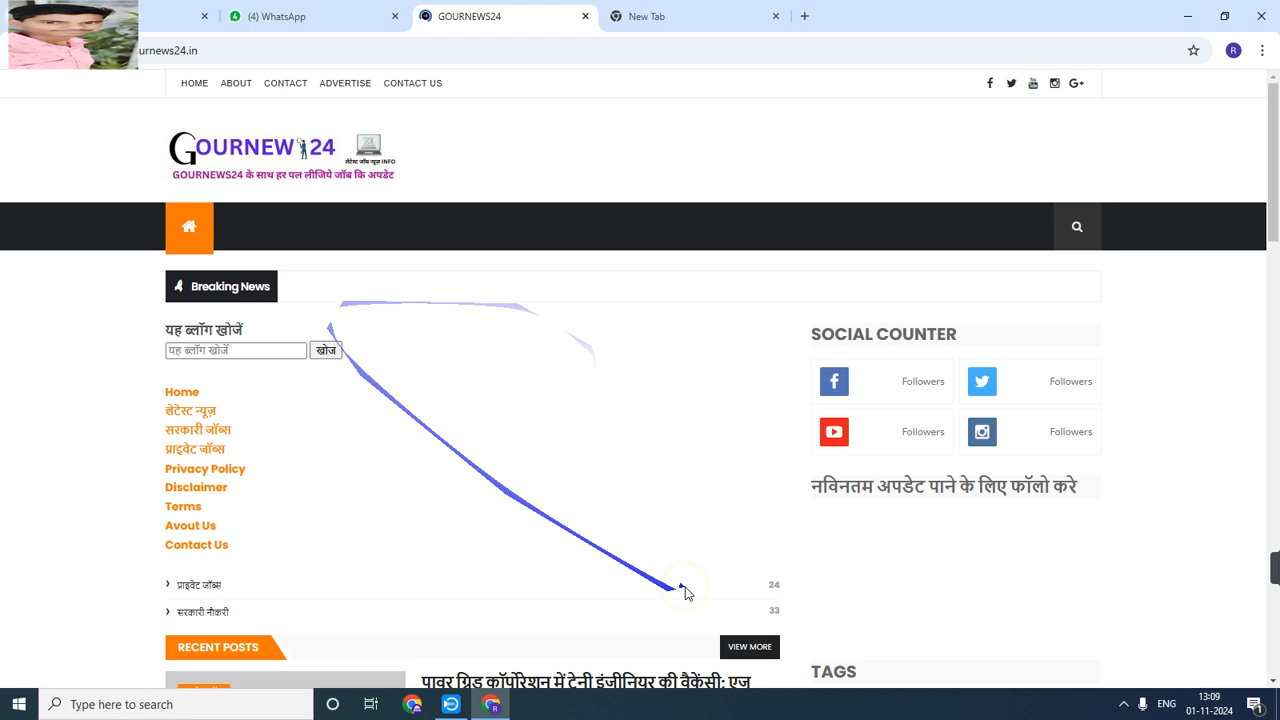 (4) WhatsApp
GOURNEWS24
New Tab
urnews24.in
R
HOME ABOUT CONTACT ADVERTISE CONTACT US
GOURNEW 24
लेटेस्ट जॉब न्यूज़ INFO
GOURNEWS24 के साथ हर पल लीजिये जॉब कि अपडेट
Breaking News
यह ब्लॉग खोजें
यह ब्लॉग खोजें खोज
Home
लेटेस्ट न्यूज़
सरकारी जॉब्स
प्राइवेट जॉब्स
Privacy Policy
Disclaimer
Terms
Avout Us
Contact Us
प्राइवेट जॉब्स 24
सरकारी नौकरी 33
RECENT POSTS VIEW MORE
पावर ग्रिड कॉर्पोरेशन में ट्रेनी इंजीनियर की वैकेंसी; एज
SOCIAL COUNTER
Followers Followers
Followers Followers
नविनतम अपडेट पाने के लिए फॉलो करे
TAGS
Type here to search
13:09
01-11-2024